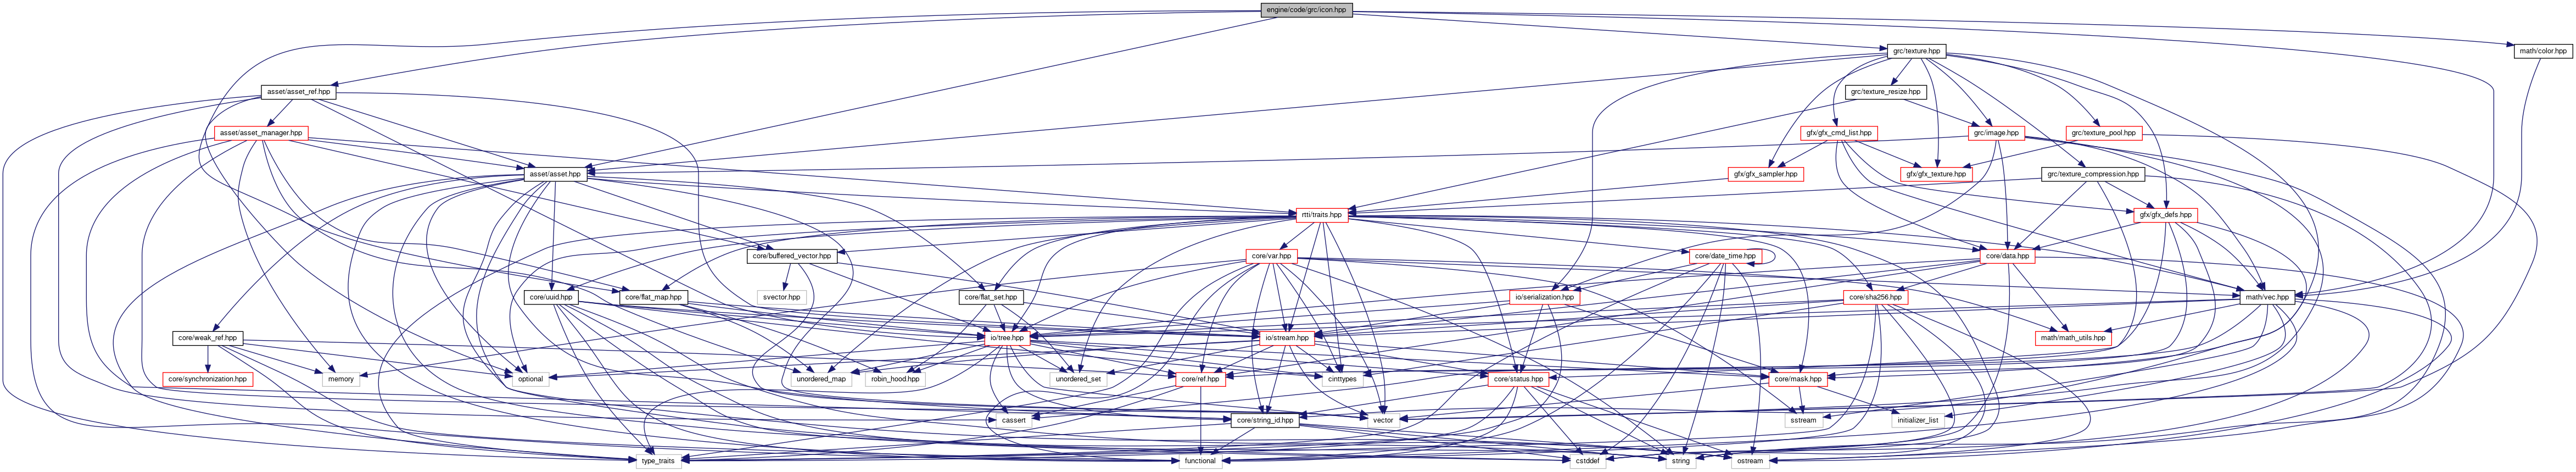 engine/code/grc/icon.hpp
grc/texture.hpp
math/color.hpp
asset/asset_ref.hpp
grc/texture_resize.hpp
asset/asset_manager.hpp
gfx/gfx_cmd_list.hpp
grc/image.hpp
grc/texture_pool.hpp
asset/asset.hpp
gfx/gfx_sampler.hpp
gfx/gfx_texture.hpp
grc/texture_compression.hpp
rtti/traits.hpp
gfx/gfx_defs.hpp
core/buffered_vector.hpp
core/var.hpp
core/date_time.hpp
core/data.hpp
svector.hpp
core/uuid.hpp
core/flat_map.hpp
core/flat_set.hpp
io/serialization.hpp
core/sha256.hpp
math/vec.hpp
core/weak_ref.hpp
io/tree.hpp
io/stream.hpp
math/math_utils.hpp
core/synchronization.hpp
memory
optional
unordered_map
robin_hood.hpp
unordered_set
core/ref.hpp
cinttypes
core/status.hpp
core/mask.hpp
cassert
core/string_id.hpp
vector
sstream
initializer_list
type_traits
functional
cstddef
string
ostream